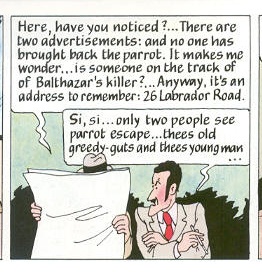 Here, have you noticed?...There are
two advertisements: and no one has
brought back the parrot. It makes me
wonder...is someone on the track of
of Balthazar's killer?...Anyway, it's an
address to remember: 26 Labrador Road.
Si, si...only two people see
parrot escape...thees old
greedy-guts and thees young man
...